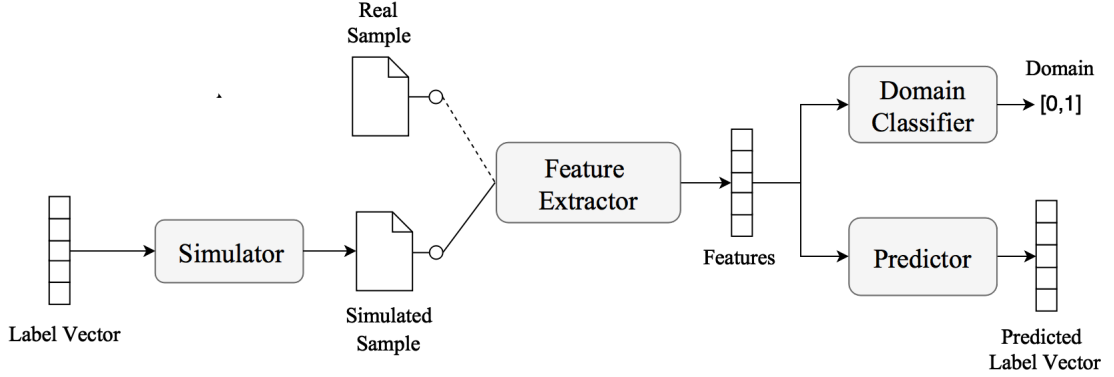 Real
Sample
Label Vector
Simulator
Simulated
Sample
Feature
Extractor
Features
Domain
Classifier
Domain
[0,1]
Predictor
Predicted
Label Vector